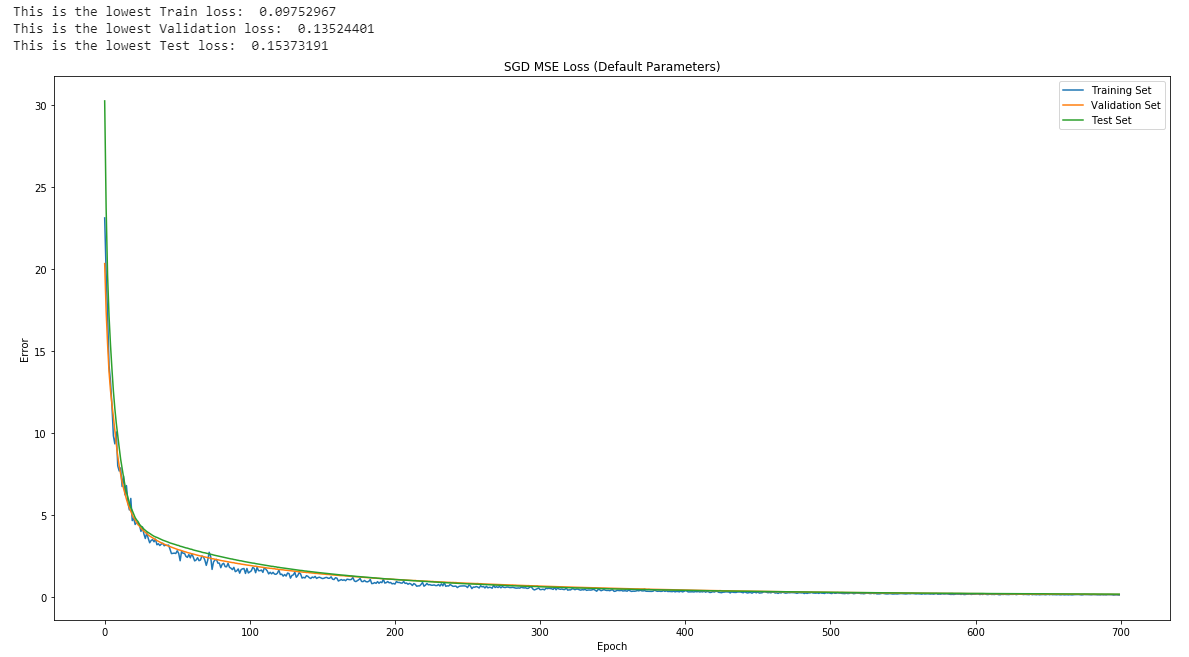 This is the lowest Train loss:  0.09752967
This is the lowest Validation loss:  0.13524401
This is the lowest Test loss:  0.15373191
SGD MSE Loss (Default Parameters)
Training Set
Validation Set
Test Set
30
25
20
15
10
5
0
Error
0 100 200 300 400 500 600 700
Epoch